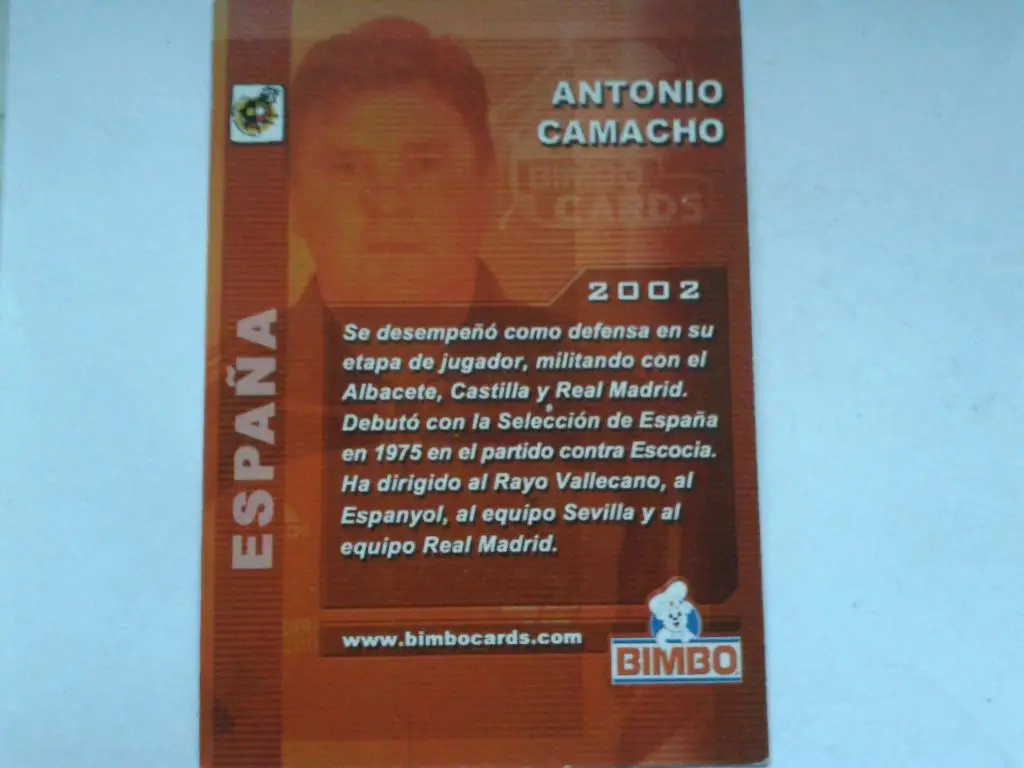 ANTONIO
CAMACHO
BIMBO
CARDS
ESPAÑA
2002
Se desempeñó como defensa en su
etapa de jugador, militando con el
Albacete, Castilla y Real Madrid.
Debutó con la Selección de España
en 1975 en el partido contra Escocia.
Ha dirigido al Rayo Vallecano, al
Espanyol, al equipo Sevilla y al
equipo Real Madrid.
www.bimbocards.com
BIMBO